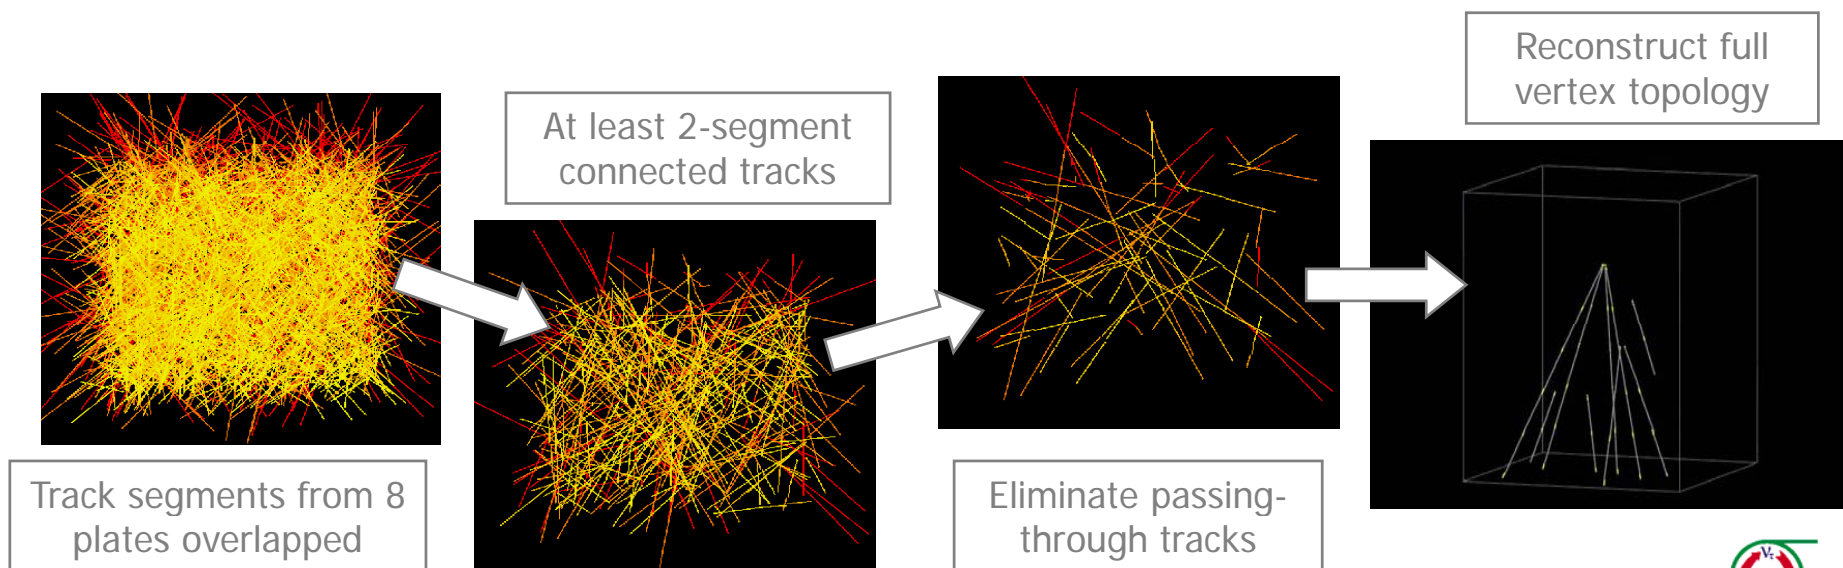 Track segments from 8
plates overlapped
At least 2-segment
connected tracks
Eliminate passing-
through tracks
Reconstruct full
vertex topology